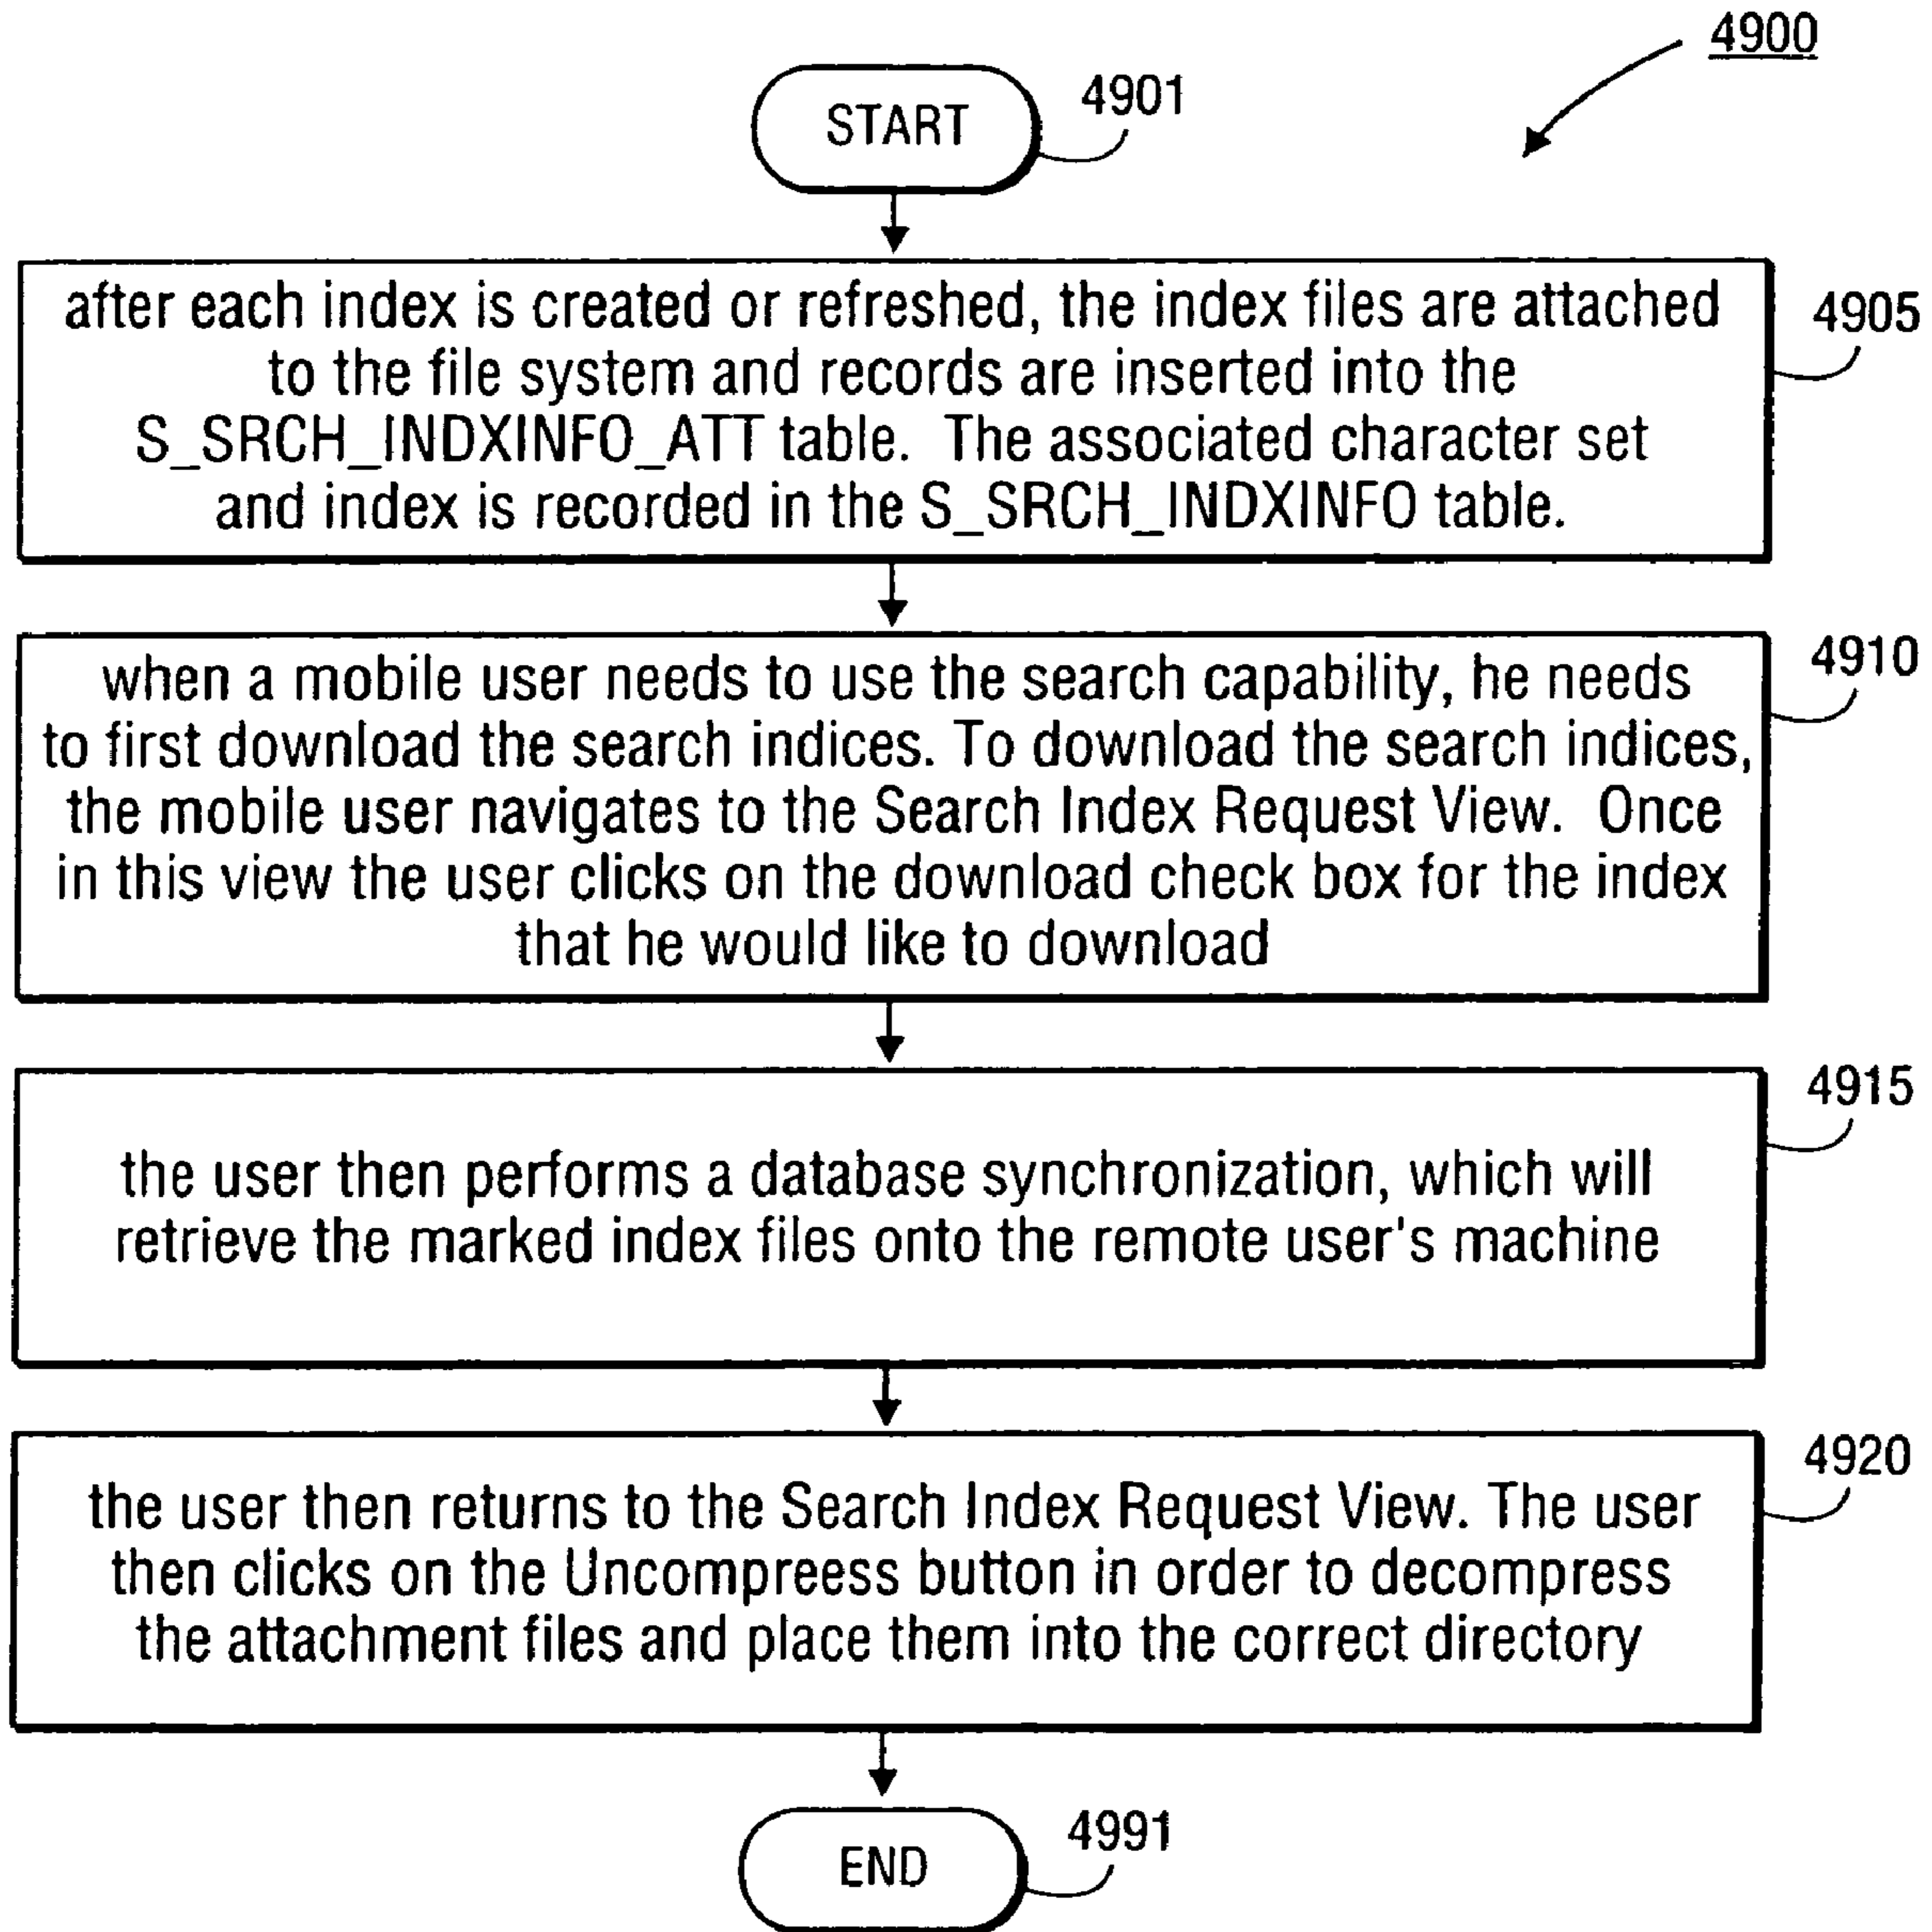 4900
START
4901
after each index is created or refreshed, the index files are attached
to the file system and records are inserted into the
S_SRCH_INDXINFO_ATT table. The associated character set
and index is recorded in the S_SRCH_INDXINFO table.
4905
when a mobile user needs to use the search capability, he needs
to first download the search indices. To download the search indices,
the mobile user navigates to the Search Index Request View. Once
in this view the user clicks on the download check box for the index
that he would like to download
4910
the user then performs a database synchronization, which will
retrieve the marked index files onto the remote user's machine
4915
the user then returns to the Search Index Request View. The user
then clicks on the Uncompreess button in order to decompress
the attachment files and place them into the correct directory
4920
END
4991